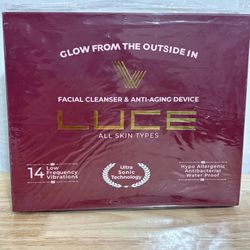 GLOW FROM THE OUTSIDE IN
FACIAL CLEANSER & ANTI-AGING DEVICE
LUCE
ALL SKIN TYPES
14 Low
Frequency
Vibrations
Ultra
Sonic
Technology
Hypo Allergenic
Antibacterial
Water Proof